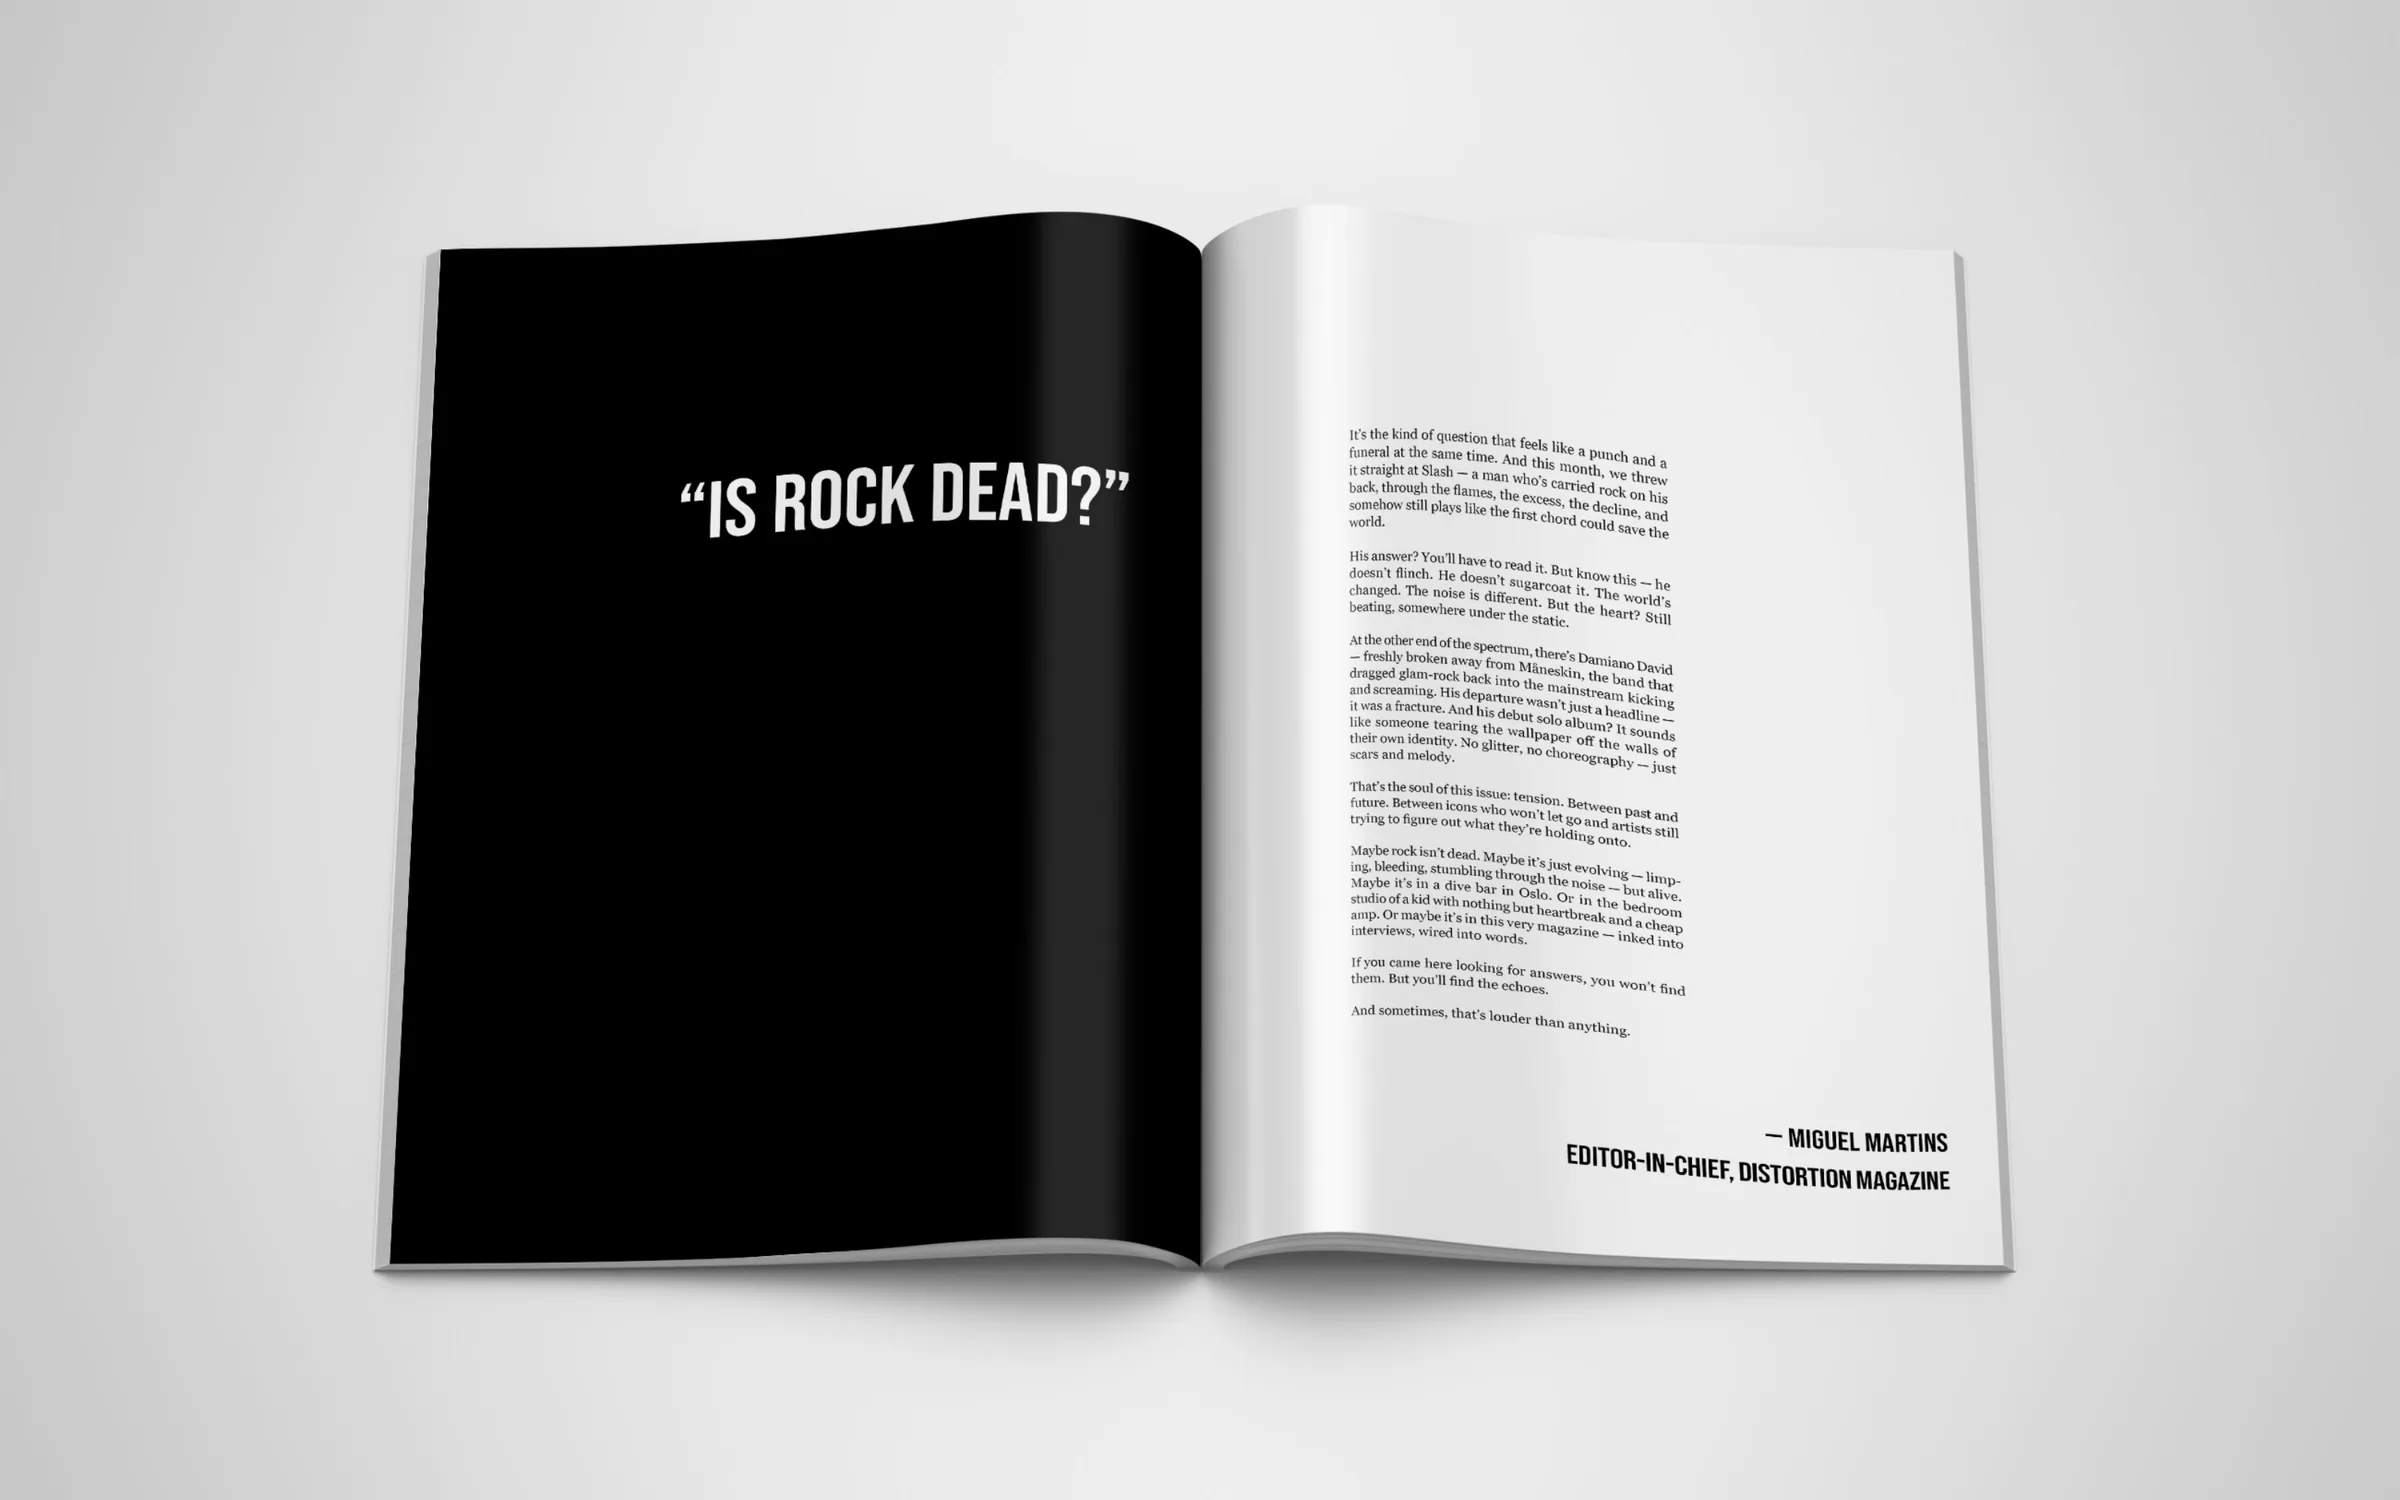 “IS ROCK DEAD?”
It’s the kind of question that feels like a punch and a
funeral at the same time. And this month, we threw
it straight at Slash — a man who’s carried rock on his
back, through the flames, the excess, the decline, and
somehow still plays like the first chord could save the
world.
His answer? You’ll have to read it. But know this — he
doesn’t flinch. He doesn’t sugarcoat it. The world’s
changed. The noise is different. But the heart? Still
beating, somewhere under the static.
At the other end of the spectrum, there’s Damiano David
— freshly broken away from Måneskin, the band that
dragged glam-rock back into the mainstream kicking
and screaming. His departure wasn’t just a headline —
it was a fracture. And his debut solo album? It sounds
like someone tearing the wallpaper off the walls of
their own identity. No glitter, no choreography — just
scars and melody.
That’s the soul of this issue: tension. Between past and
future. Between icons who won’t let go and artists still
trying to figure out what they’re holding onto.
Maybe rock isn’t dead. Maybe it’s just evolving — limp-
ing, bleeding, stumbling through the noise — but alive.
Maybe it’s in a dive bar in Oslo. Or in the bedroom
studio of a kid with nothing but heartbreak and a cheap
amp. Or maybe it’s in this very magazine — inked into
interviews, wired into words.
If you came here looking for answers, you won’t find
them. But you’ll find the echoes.
And sometimes, that’s louder than anything.
— MIGUEL MARTINS
EDITOR-IN-CHIEF, DISTORTION MAGAZINE